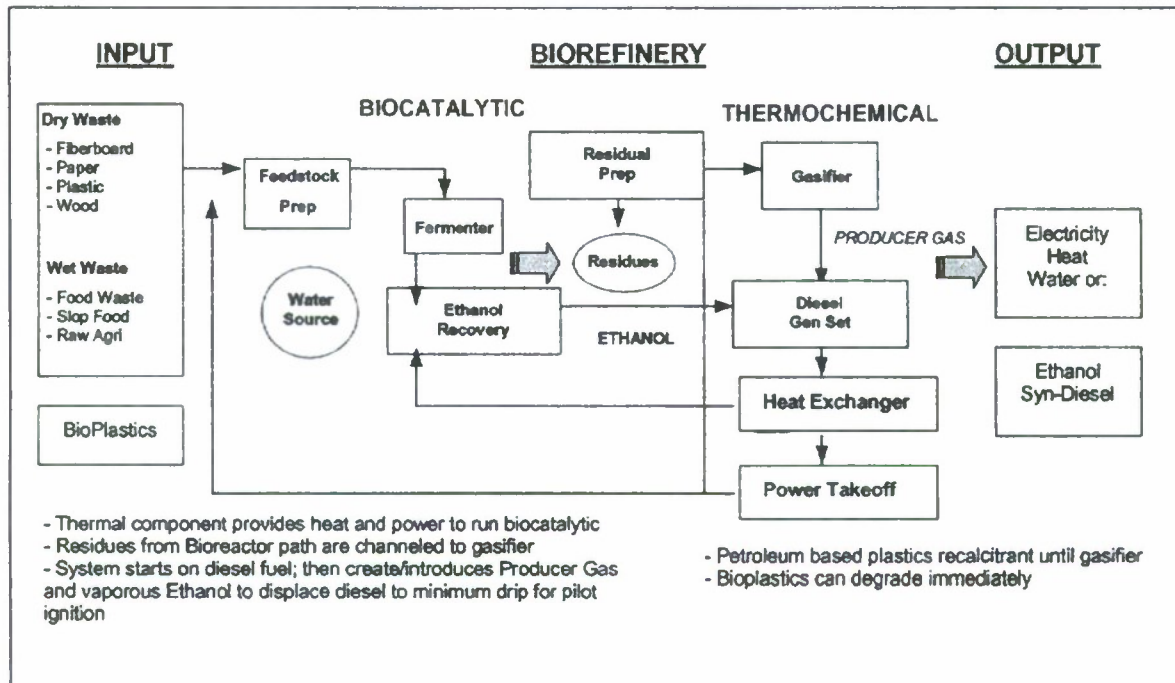 INPUT
BIOREFINERY
OUTPUT
BIOCATALYTIC
THERMOCHEMICAL
Dry Waste
- Fiberboard
- Paper
- Plastic
- Wood
Wet Waste
- Food Waste
- Slop Food
- Raw Agri
BioPlastics
Feedstock
Prep
Fermenter
Water
Source
Ethanol
Recovery
Residual
Prep
Residues
ETHANOL
Gasifier
PRODUCER GAS
Diesel
Gen Set
Heat Exchanger
Power Takeoff
Electricity
Heat
Water or:
Ethanol
Syn-Diesel
- Thermal component provides heat and power to run biocatalytic
- Residues from Bioreactor path are channeled to gasifier
- System starts on diesel fuel; then create/introduces Producer Gas
and vaporous Ethanol to displace diesel to minimum drip for pilot
ignition
- Petroleum based plastics recalcitrant until gasifier
- Bioplastics can degrade immediately